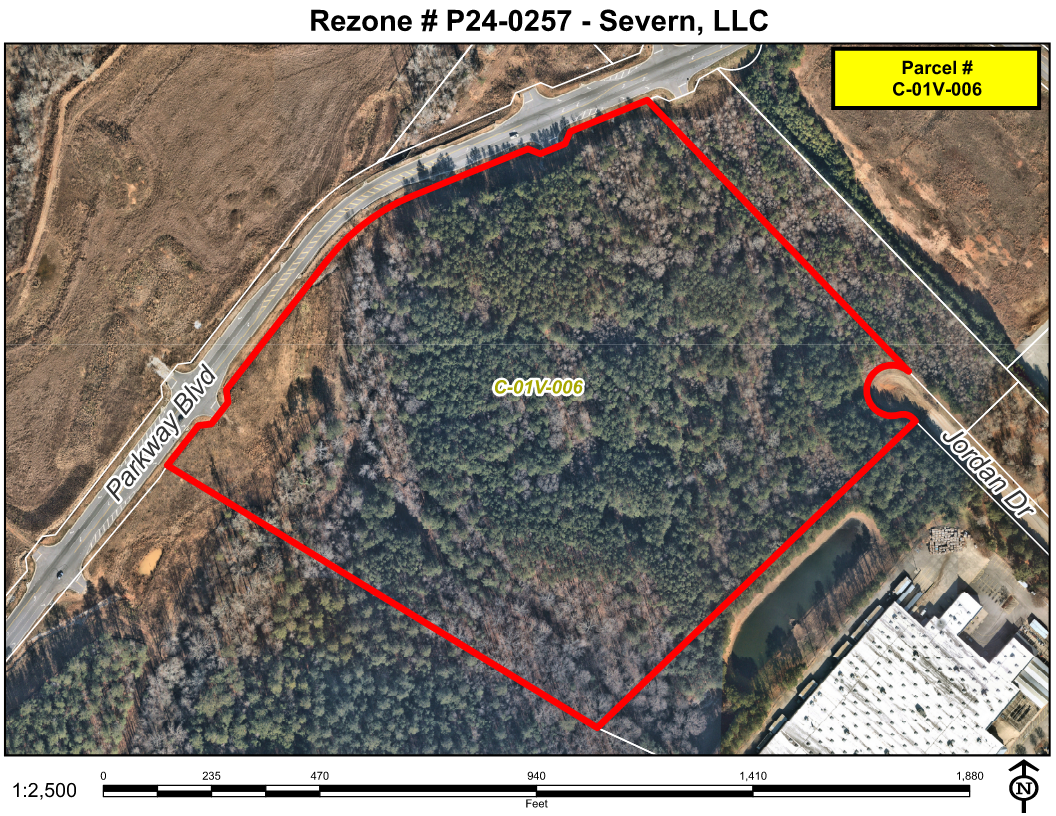 Rezone # P24-0257 - Severn, LLC
Parcel #
C-01V-006
C-01V-006
Parkway Blvd
Jordan Dr
1:2,500
0 235 470 940 1,410 1,880
Feet
N